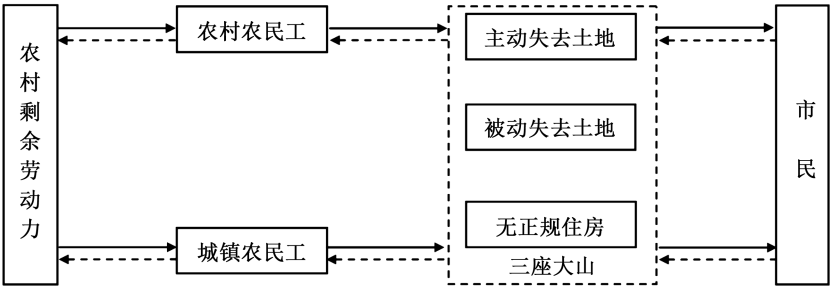 农村剩余劳动力
农村农民工
城镇农民工
主动失去土地
被动失去土地
无正规住房
三座大山
市民